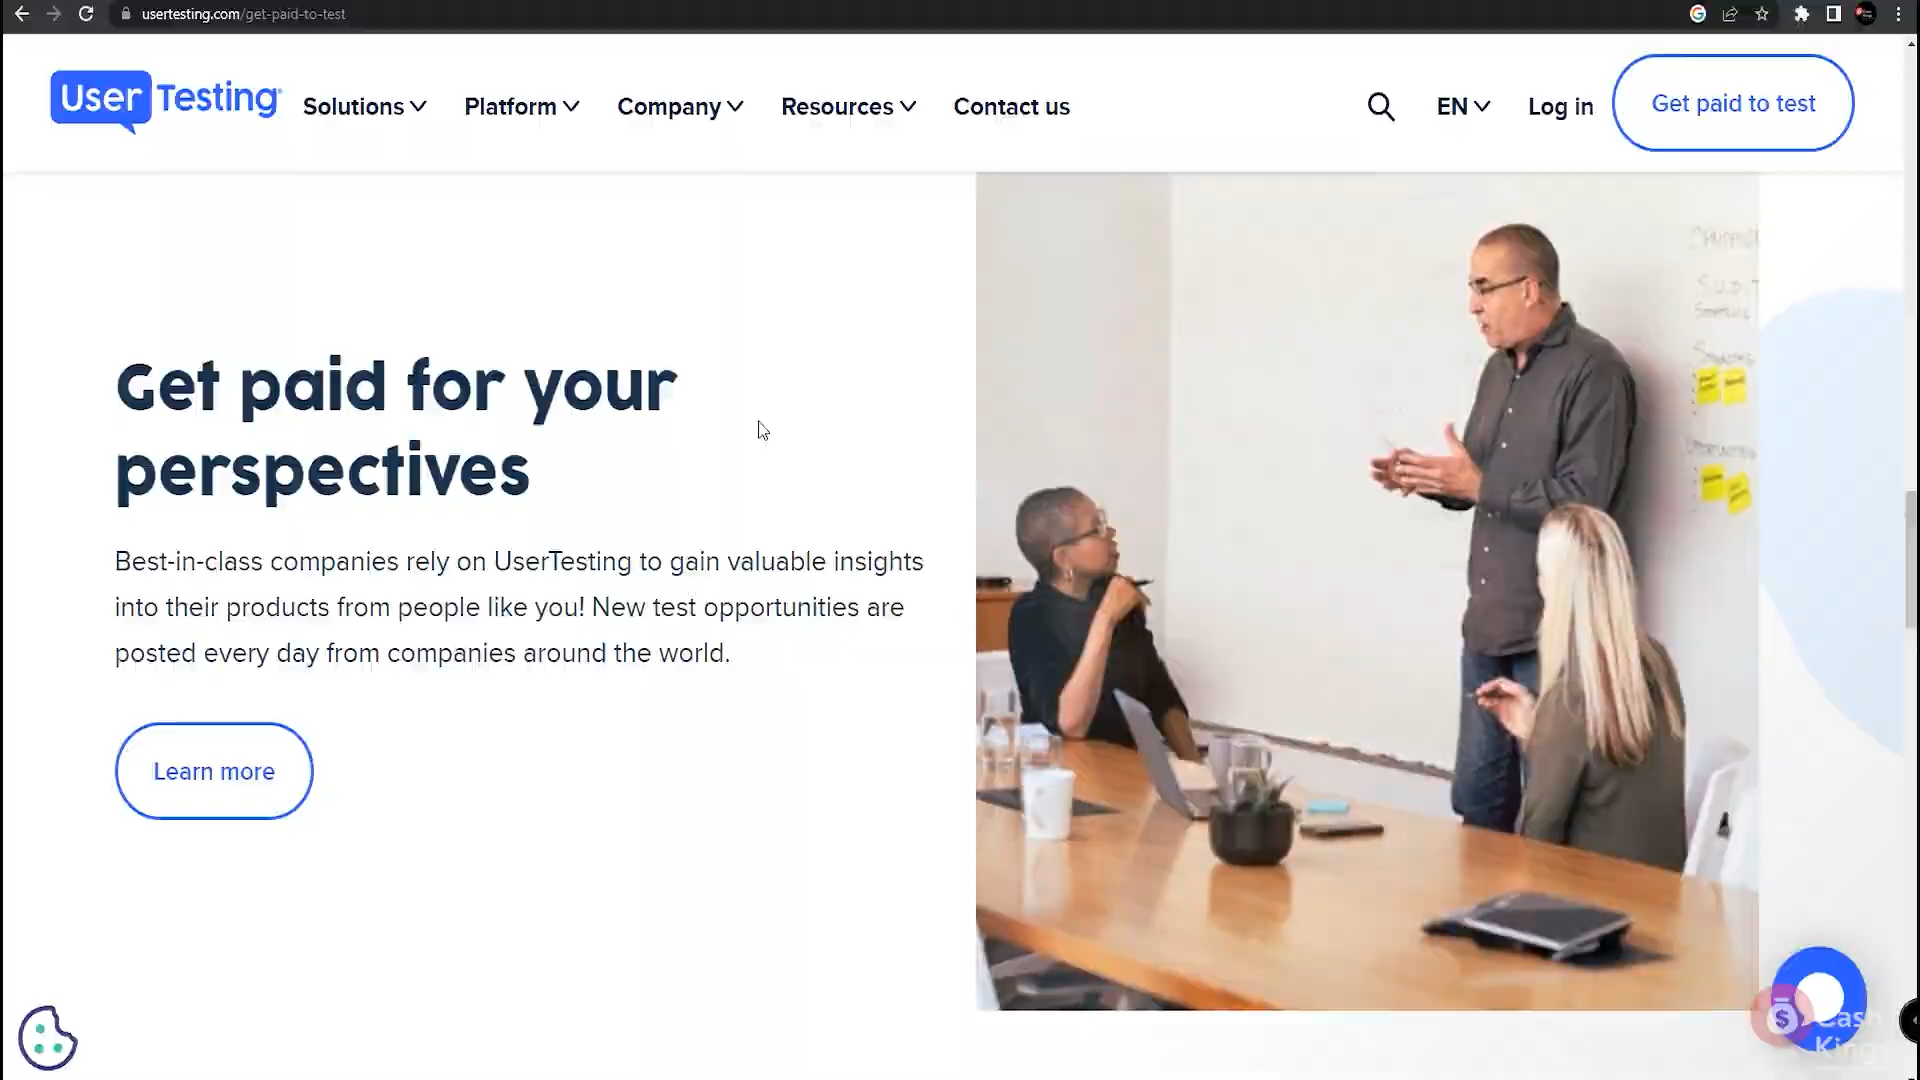 usertesting.com/get-paid-to-test
User Testing
Solutions
Platform
Company
Resources
Contact us
EN
Log in
Get paid to test
Get paid for your
perspectives
Best-in-class companies rely on UserTesting to gain valuable insights
into their products from people like you! New test opportunities are
posted every day from companies around the world.
Learn more
Cash
King